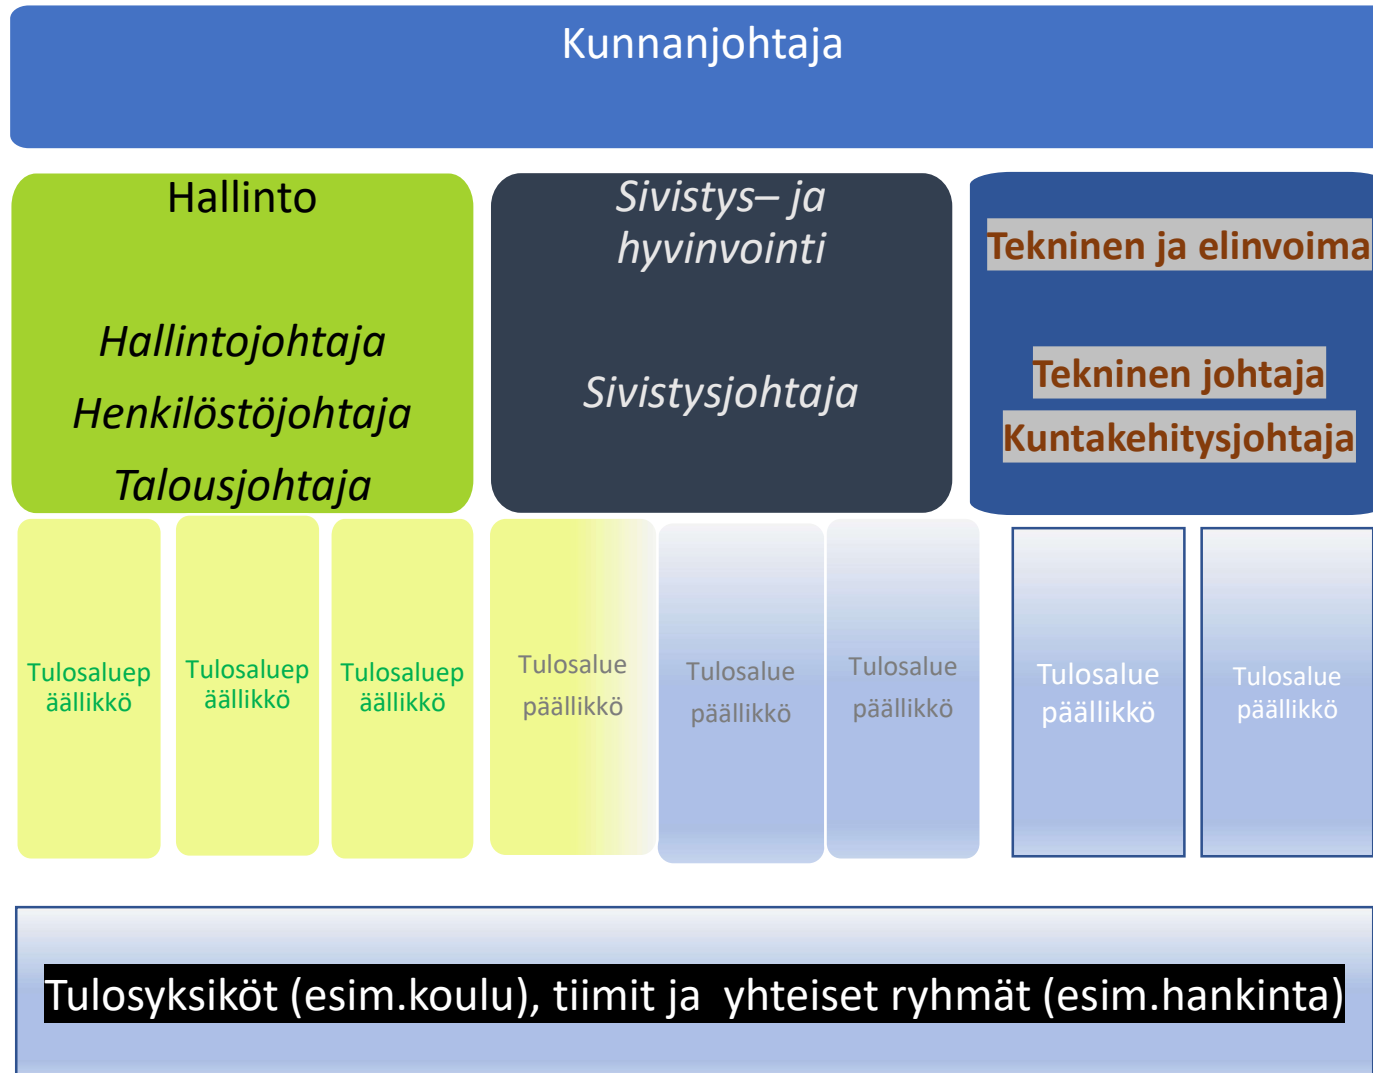 Kunnanjohtaja
Hallinto
Hallintojohtaja
Henkilöstöjohtaja
Talousjohtaja
Sivistys– ja
hyvinvointi
Sivistysjohtaja
Tekninen ja elinvoima
Tekninen johtaja
Kuntakehitysjohtaja
Tulosaluep
äällikkö
Tulosaluep
äällikkö
Tulosaluep
äällikkö
Tulosalue
päällikkö
Tulosalue
päällikkö
Tulosalue
päällikkö
Tulosalue
päällikkö
Tulosalue
päällikkö
Tulosyksiköt (esim.koulu), tiimit ja  yhteiset ryhmät (esim.hankinta)